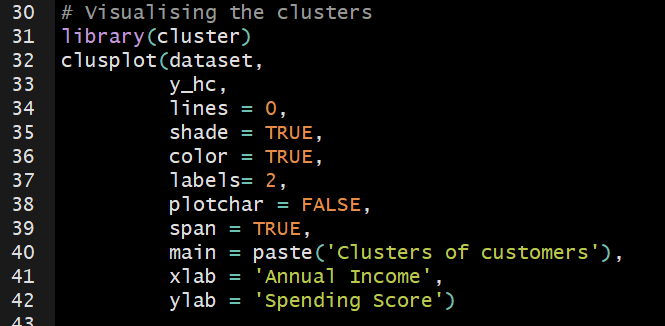 30 # Visualising the clusters
31 library(cluster)
32 clusplot(dataset,
33          y_hc,
34          lines = 0,
35          shade = TRUE,
36          color = TRUE,
37          labels= 2,
38          plotchar = FALSE,
39          span = TRUE,
40          main = paste('Clusters of customers'),
41          xlab = 'Annual Income',
42          ylab = 'Spending Score')
43